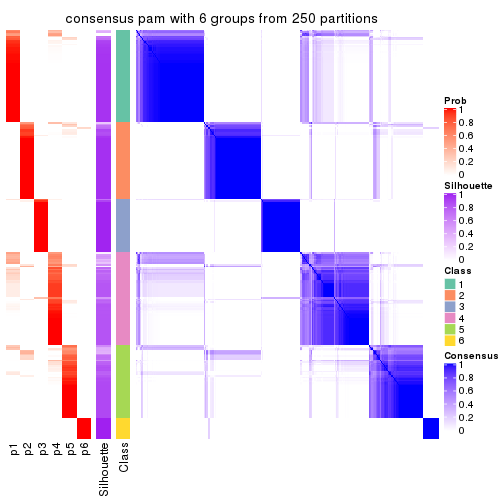 consensus pam with 6 groups from 250 partitions
Prob
1
0.8
0.6
0.4
0.2
0
Silhouette
1
0.8
0.6
0.4
0.2
0
Class
1
2
3
4
5
6
Consensus
1
0.8
0.6
0.4
0.2
0
p1
p2
p3
p4
p5
p6
Silhouette
Class